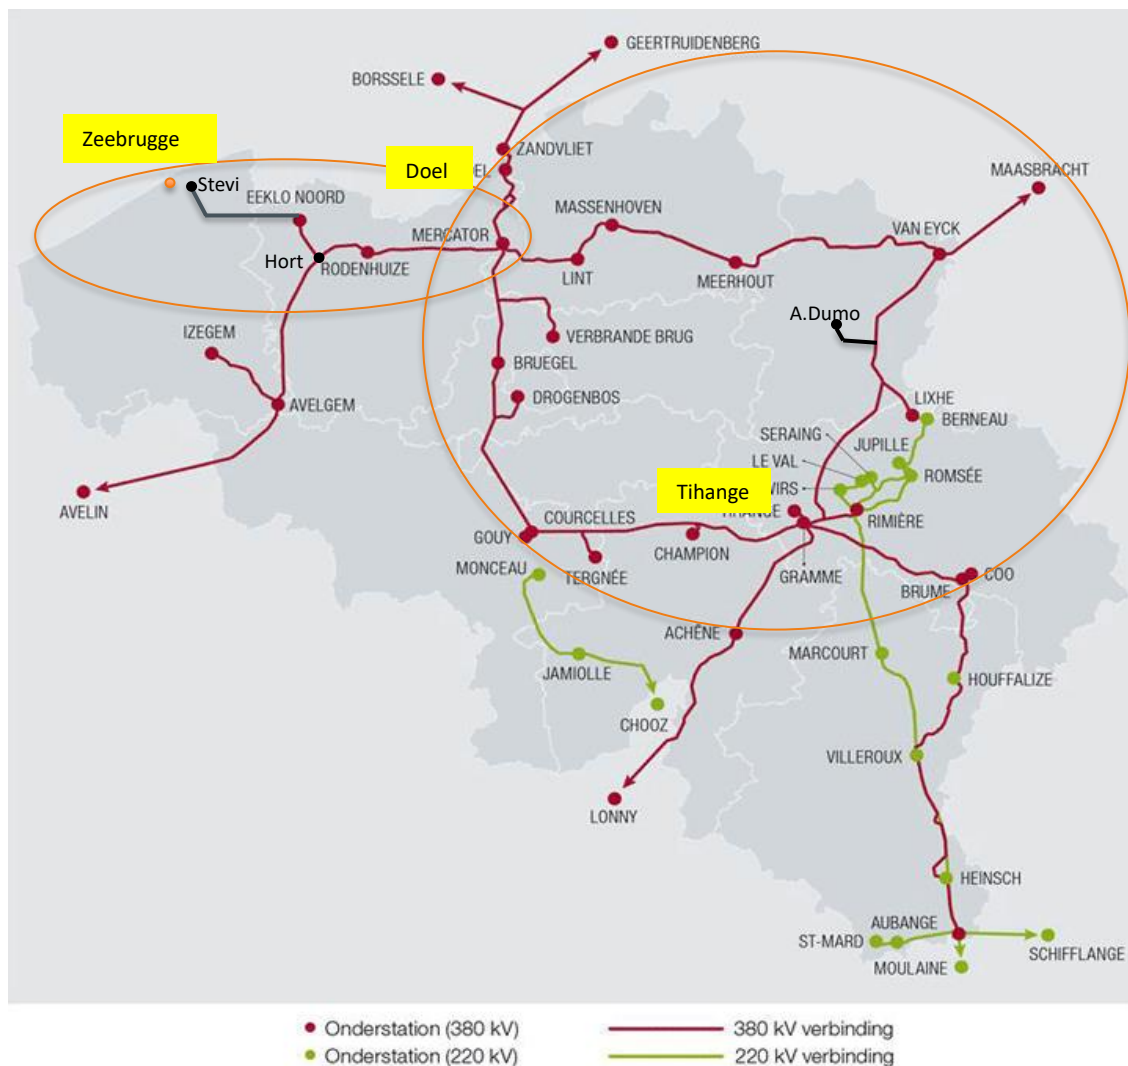 GEERTRUIDENBERG
BORSSELE
Zeebrugge
ZANDVLIET
Doel
EL
MAASBRACHT
Stevi
EEKLO NOORD
MASSENHOVEN
VAN EYCK
MERCATOR
Hort
RODENHUIZE
LINT
MEERHOUT
A.Dumo
IZEGEM
VERBRANDE BRUG
BRUEGEL
DROGENBOS
AVELGEM
LIXHE
BERNEAU
SERAING
JUPILLE
LE VAL
ROMSÉE
Tihange
WIRS
AVELIN
COURCELLES
RIMIÈRE
GOUY
CHAMPION
MONCEAU
TERGNÉE
GRAMME
COO
BRUME
ACHÊNE
MARCOURT
JAMIOLLE
HOUFFALIZE
CHOOZ
VILLEROUX
LONNY
HEINSCH
AUBANGE
ST-MARD
SCHIFFLANGE
MOULAINE
Onderstation (380 kV) 380 kV verbinding
Onderstation (220 kV) 220 kV verbinding